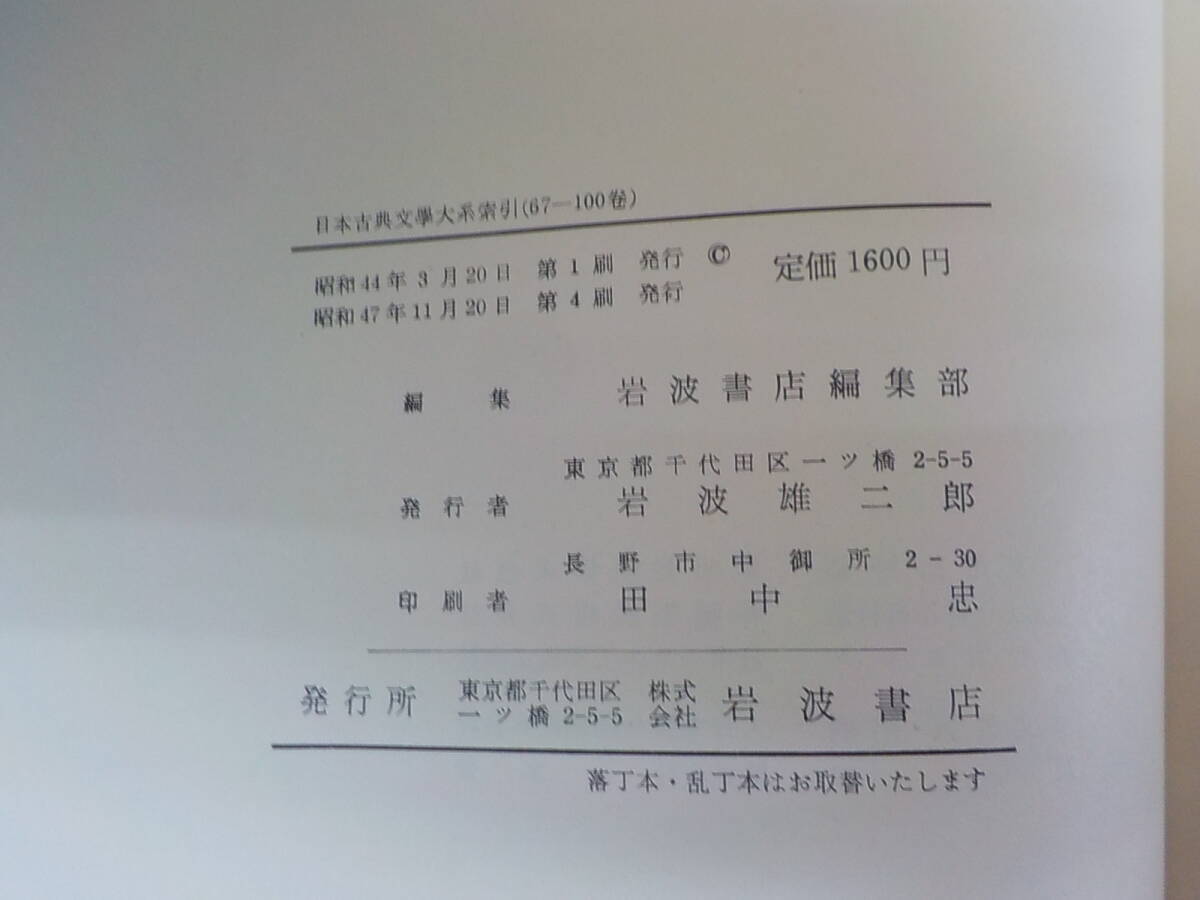 日本古典文學大系索引(67—100巻)
昭和44年3月20日 第1刷 発行 © 定価1600円
昭和47年11月20日 第4刷 発行
編集 岩波書店編集部
東京都千代田区一ツ橋2-5-5
発行者 岩波雄二郎
長野市中御所2-30
印刷者 田中忠
発行所 東京都千代田区 株式 岩波書店
一ツ橋2-5-5 会社
落丁本・乱丁本はお取替いたします